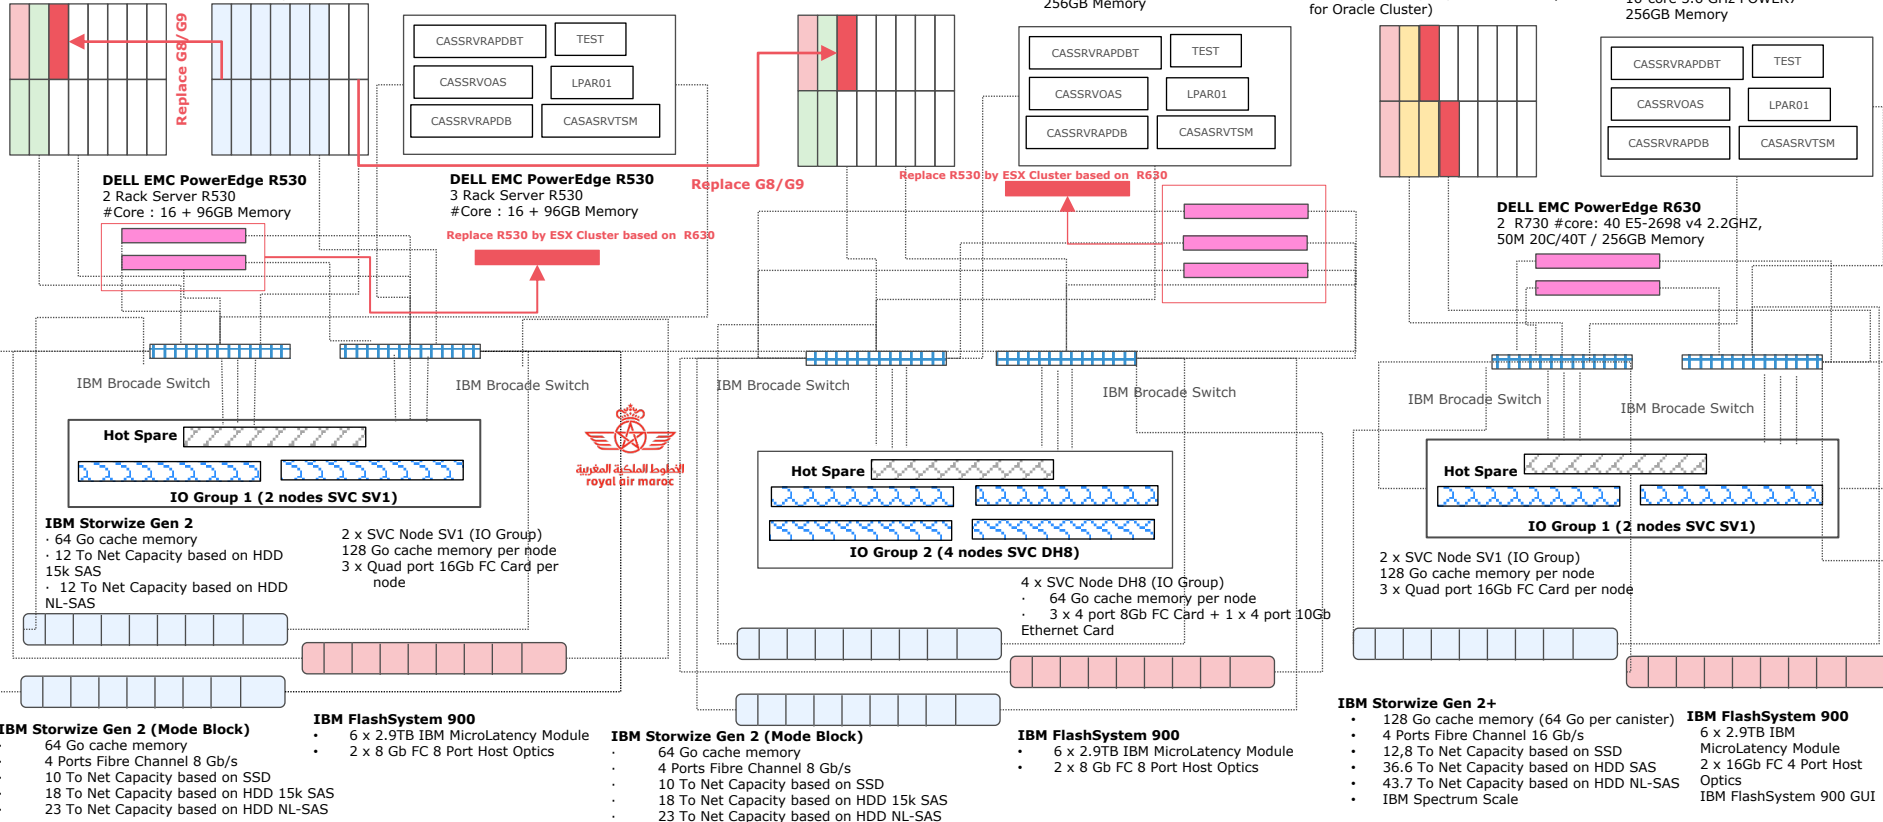 256GB Memory
for Oracle Cluster)
256GB Memory
Replace G8/G9
CASSRVRAPDBT
TEST
CASSRVOAS
LPAR01
CASSRVRAPDB
CASASRVTSM
CASSRVRAPDBT
TEST
CASSRVOAS
LPAR01
CASSRVRAPDB
CASASRVTSM
CASSRVRAPDBT
TEST
CASSRVOAS
LPAR01
CASSRVRAPDB
CASASRVTSM
DELL EMC PowerEdge R530
2 Rack Server R530
#Core : 16 + 96GB Memory
DELL EMC PowerEdge R530
3 Rack Server R530
#Core : 16 + 96GB Memory
Replace G8/G9
Replace R530 by ESX Cluster based on R630
Replace R530 by ESX Cluster based on R630
DELL EMC PowerEdge R630
2 R730 #core: 40 E5-2698 v4 2.2GHZ,
50M 20C/40T / 256GB Memory
IBM Brocade Switch
IBM Brocade Switch
IBM Brocade Switch
IBM Brocade Switch
IBM Brocade Switch
IBM Brocade Switch
Hot Spare
IO Group 1 (2 nodes SVC SV1)
الخطوط الملكية المغربية
royal air maroc
Hot Spare
IO Group 2 (4 nodes SVC DH8)
Hot Spare
IO Group 1 (2 nodes SVC SV1)
IBM Storwize Gen 2
· 64 Go cache memory
· 12 To Net Capacity based on HDD
15k SAS
· 12 To Net Capacity based on HDD
NL-SAS
2 x SVC Node SV1 (IO Group)
128 Go cache memory per node
3 x Quad port 16Gb FC Card per
node
4 x SVC Node DH8 (IO Group)
· 64 Go cache memory per node
· 3 x 4 port 8Gb FC Card + 1 x 4 port 10Gb
Ethernet Card
2 x SVC Node SV1 (IO Group)
128 Go cache memory per node
3 x Quad port 16Gb FC Card per node
IBM Storwize Gen 2 (Mode Block)
· 64 Go cache memory
· 4 Ports Fibre Channel 8 Gb/s
· 10 To Net Capacity based on SSD
· 18 To Net Capacity based on HDD 15k SAS
· 23 To Net Capacity based on HDD NL-SAS
IBM FlashSystem 900
• 6 x 2.9TB IBM MicroLatency Module
• 2 x 8 Gb FC 8 Port Host Optics
IBM Storwize Gen 2 (Mode Block)
· 64 Go cache memory
· 4 Ports Fibre Channel 8 Gb/s
· 10 To Net Capacity based on SSD
· 18 To Net Capacity based on HDD 15k SAS
· 23 To Net Capacity based on HDD NL-SAS
IBM FlashSystem 900
• 6 x 2.9TB IBM MicroLatency Module
• 2 x 8 Gb FC 8 Port Host Optics
IBM Storwize Gen 2+
• 128 Go cache memory (64 Go per canister)
• 4 Ports Fibre Channel 16 Gb/s
• 12,8 To Net Capacity based on SSD
• 36.6 To Net Capacity based on HDD SAS
• 43.7 To Net Capacity based on HDD NL-SAS
• IBM Spectrum Scale
IBM FlashSystem 900
6 x 2.9TB IBM
MicroLatency Module
2 x 16Gb FC 4 Port Host
Optics
IBM FlashSystem 900 GUI